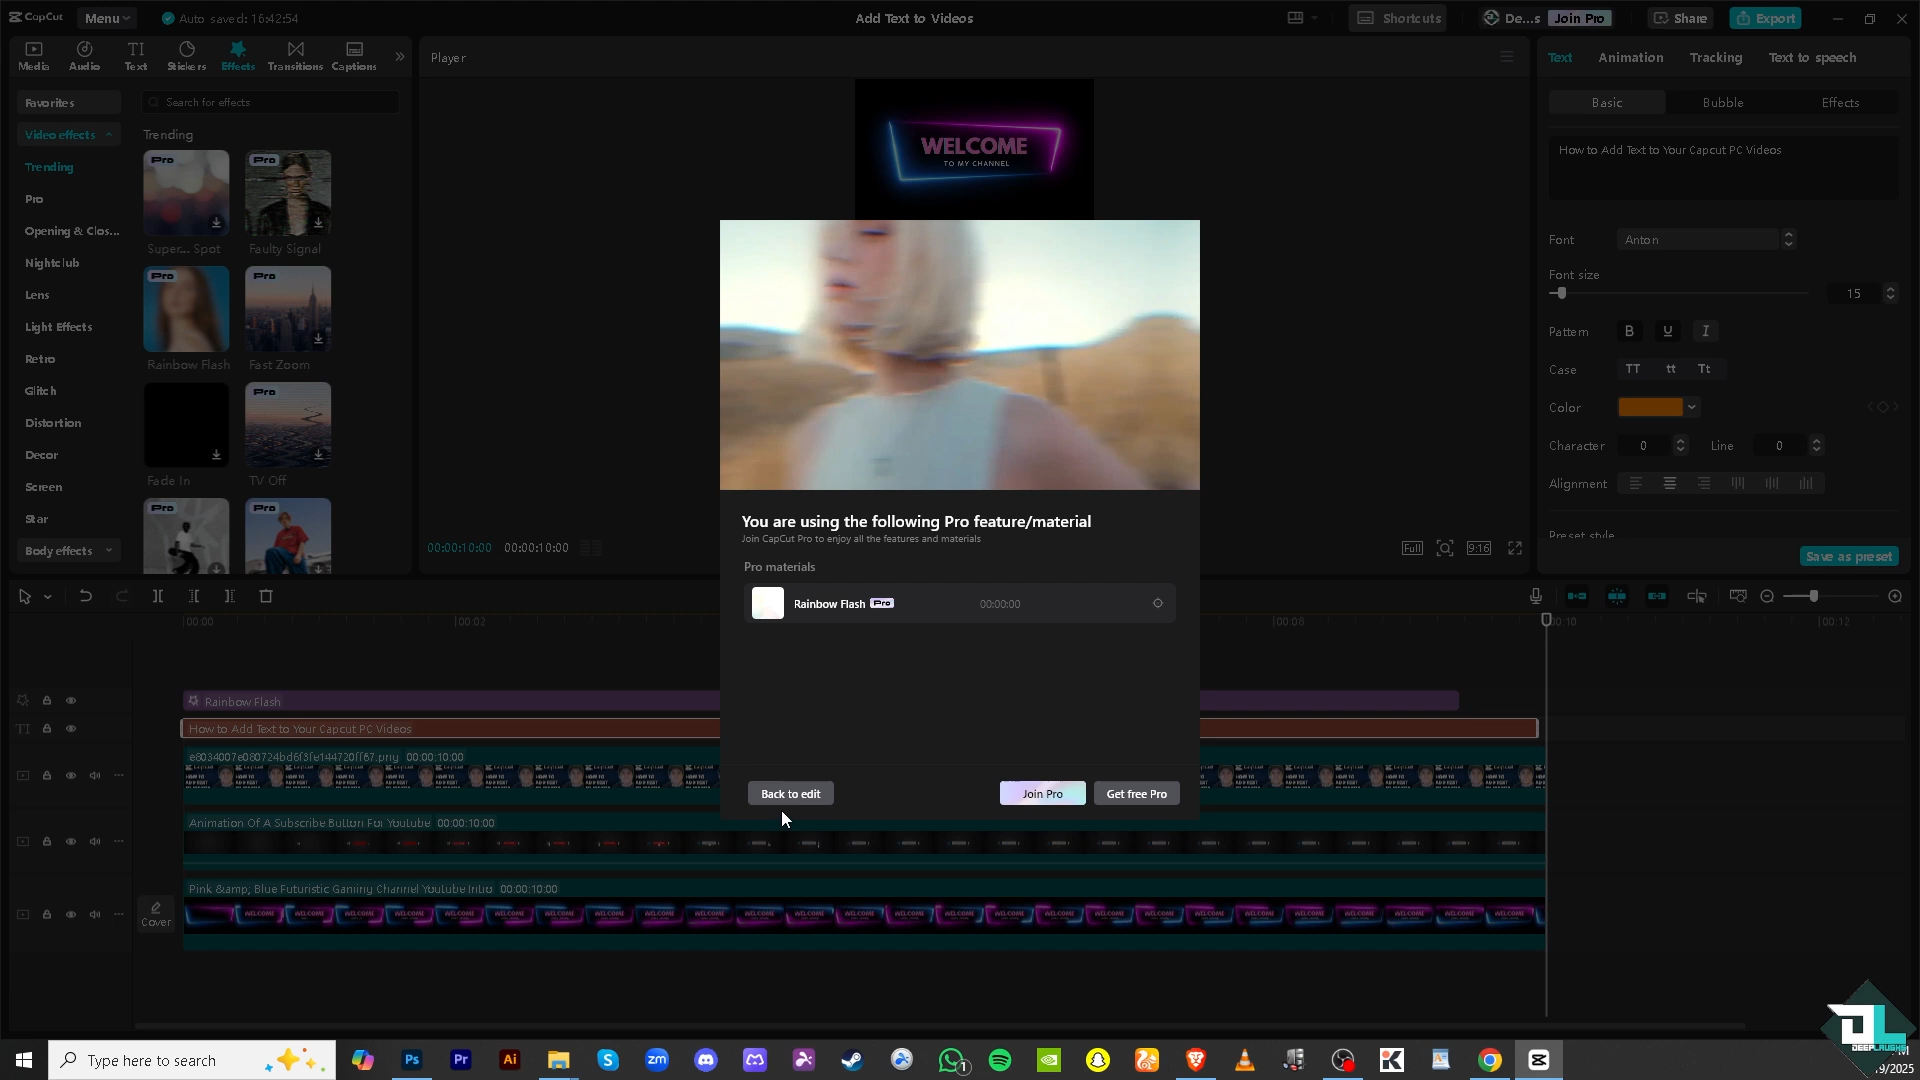 CapCut
Menu
Auto saved: 16:42:54
Add Text to Videos
Shortcuts
De...s
Join Pro
Share
Export
Media
Audio
Text
Stickers
Effects
Transitions
Captions
Player
Text
Animation
Tracking
Text to speech
Favorites
Search for effects
Basic
Bubble
Effects
Video effects
Trending
Trending
Pro
Opening & Clos...
Nightclub
Lens
Light Effects
Retro
Glitch
Distortion
Decor
Screen
Star
Body effects
Pro
Super... Spot
Pro
Faulty Signal
Pro
Rainbow Flash
Pro
Fast Zoom
Fade In
Pro
TV Off
Pro
Pro
WELCOME
TO MY CHANNEL
00:00:10:00
00:00:10:00
Full
9:16
How to Add Text to Your Capcut PC Videos
Font
Anton
Font size
15
Pattern
B
U
I
Case
TT
tt
Tt
Color
Character
0
Line
0
Alignment
Preset style
Save as preset
You are using the following Pro feature/material
Join CapCut Pro to enjoy all the features and materials
Pro materials
Rainbow Flash
Pro
00:00:00
Back to edit
Join Pro
Get free Pro
00:00
00:02
00:08
00:10
00:12
Rainbow Flash
How to Add Text to Your Capcut PC Videos
00:00:10:00
Animation Of A Subscribe Button For Youtube 00:00:10:00
Pink &amp; Blue Futuristic Gaming Channel Youtube Intro 00:00:10:00
Cover
Type here to search
Ps
Pr
Ai
zm
1
DEEPLAUGHS